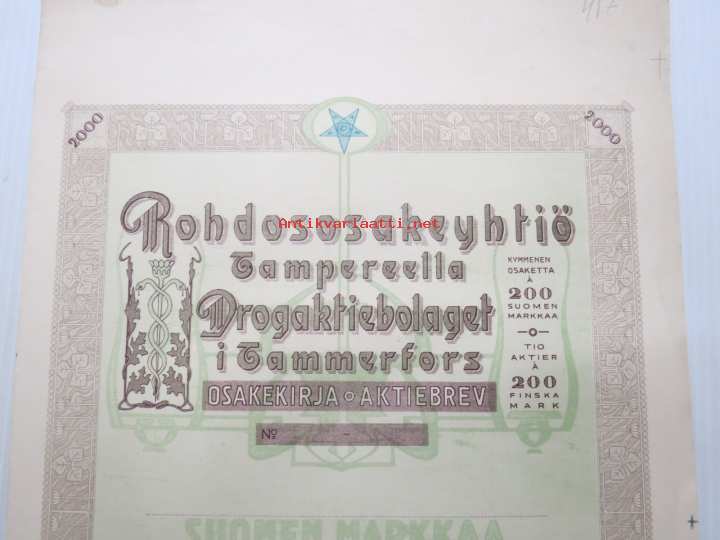 2000
2000
Rohdososakeyhtiö
Tampereella
Drogaktiebolaget
i Tammerfors
OSAKEKIRJA o AKTIEBREV
No
KYMMENEN
OSAKETTA
À
200
SUOMEN
MARKKAA
TIO
AKTIER
À
200
FINSKA
MARK
SUOMEN MARKKAA
Antikvariaatti.net